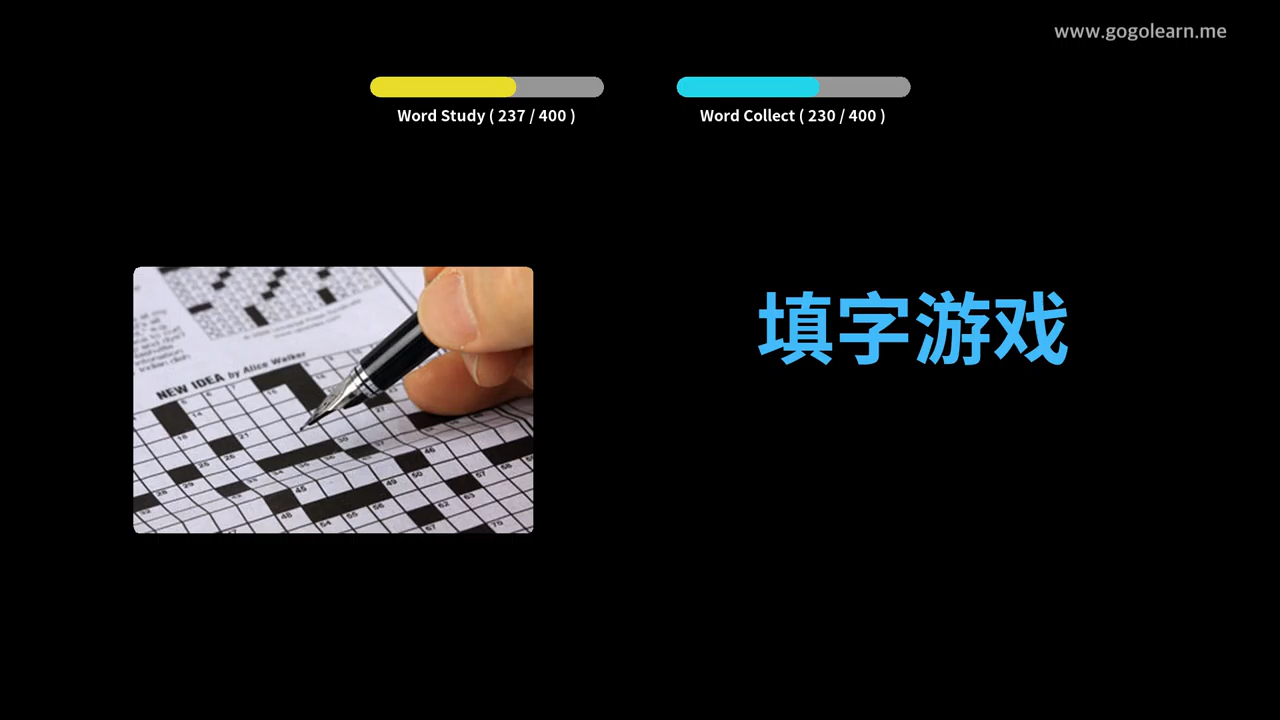 www.gogolearn.me
Word Study ( 237 / 400 )
Word Collect ( 230 / 400 )
填字游戏
NEW IDEA by Alice Walker